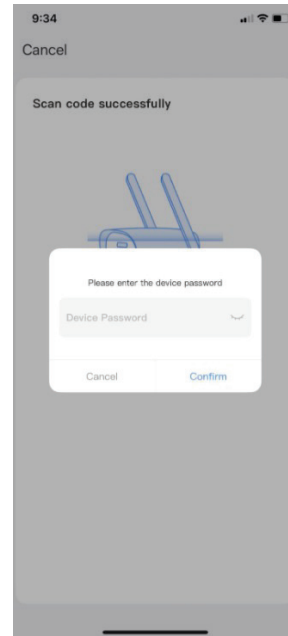 9:34
Cancel
Scan code successfully
Please enter the device password
Device Password
Cancel Confirm